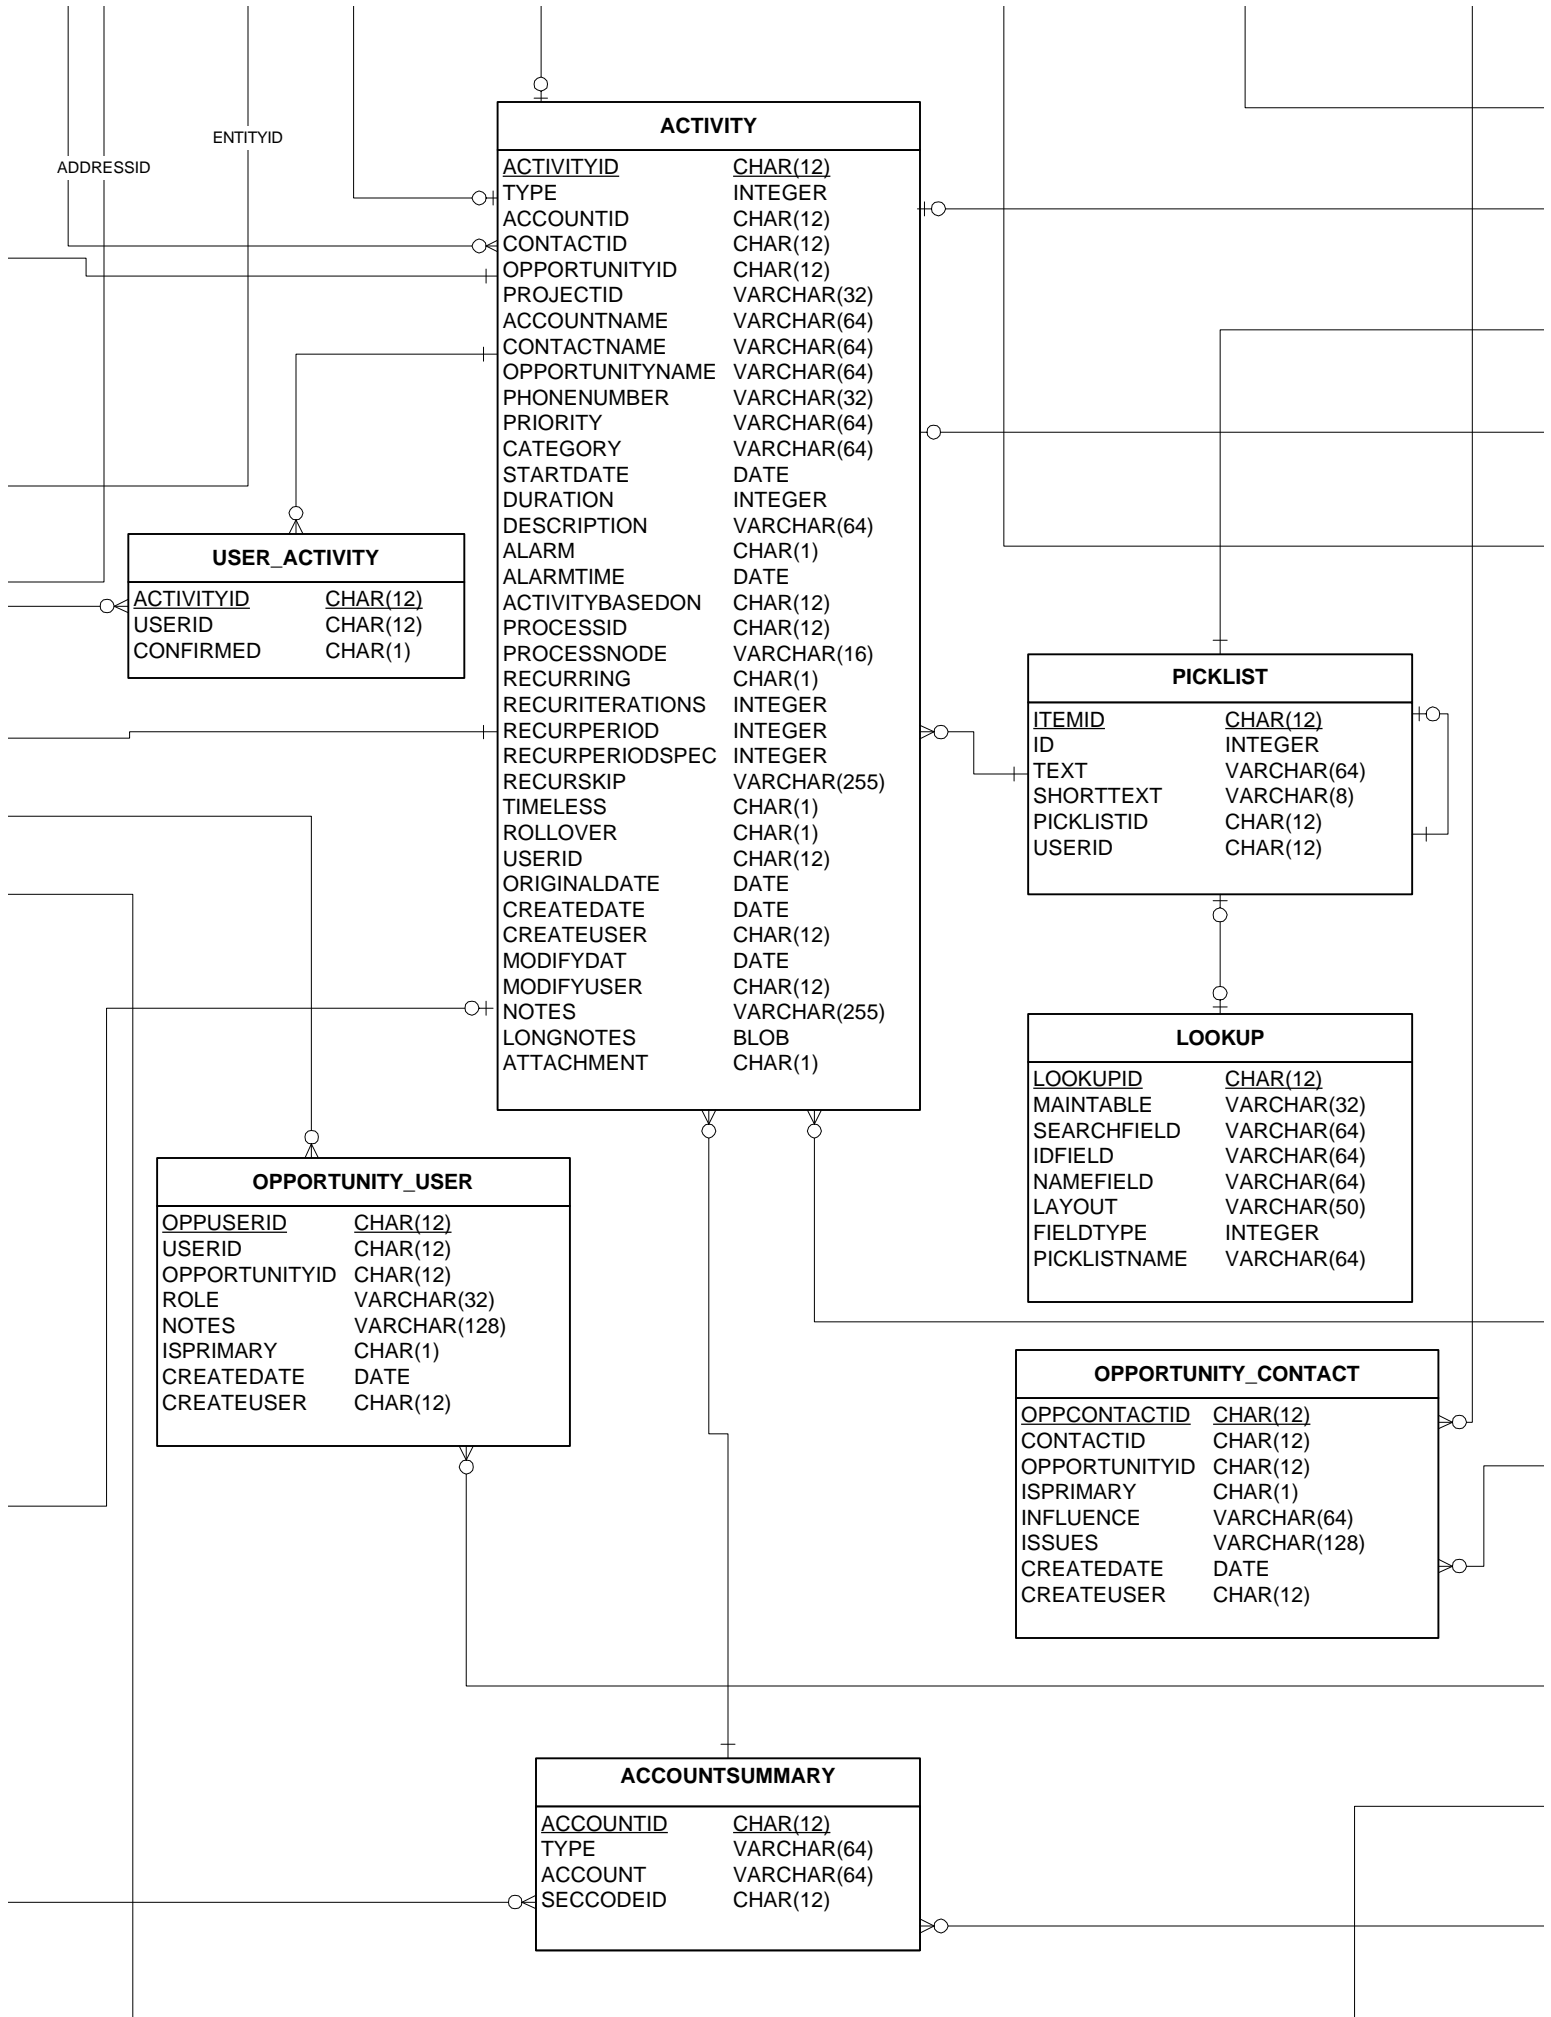 ENTITYID
ADDRESSID
ACTIVITY
ACTIVITYID CHAR(12)
TYPE INTEGER
ACCOUNTID CHAR(12)
CONTACTID CHAR(12)
OPPORTUNITYID CHAR(12)
PROJECTID VARCHAR(32)
ACCOUNTNAME VARCHAR(64)
CONTACTNAME VARCHAR(64)
OPPORTUNITYNAME VARCHAR(64)
PHONENUMBER VARCHAR(32)
PRIORITY VARCHAR(64)
CATEGORY VARCHAR(64)
STARTDATE DATE
DURATION INTEGER
DESCRIPTION VARCHAR(64)
ALARM CHAR(1)
ALARMTIME DATE
ACTIVITYBASEDON CHAR(12)
PROCESSID CHAR(12)
PROCESSNODE VARCHAR(16)
RECURRING CHAR(1)
RECURITERATIONS INTEGER
RECURPERIOD INTEGER
RECURPERIODSPEC INTEGER
RECURSKIP VARCHAR(255)
TIMELESS CHAR(1)
ROLLOVER CHAR(1)
USERID CHAR(12)
ORIGINALDATE DATE
CREATEDATE DATE
CREATEUSER CHAR(12)
MODIFYDAT DATE
MODIFYUSER CHAR(12)
NOTES VARCHAR(255)
LONGNOTES BLOB
ATTACHMENT CHAR(1)
USER_ACTIVITY
ACTIVITYID CHAR(12)
USERID CHAR(12)
CONFIRMED CHAR(1)
PICKLIST
ITEMID CHAR(12)
ID INTEGER
TEXT VARCHAR(64)
SHORTTEXT VARCHAR(8)
PICKLISTID CHAR(12)
USERID CHAR(12)
LOOKUP
LOOKUPID CHAR(12)
MAINTABLE VARCHAR(32)
SEARCHFIELD VARCHAR(64)
IDFIELD VARCHAR(64)
NAMEFIELD VARCHAR(64)
LAYOUT VARCHAR(50)
FIELDTYPE INTEGER
PICKLISTNAME VARCHAR(64)
OPPORTUNITY_USER
OPPUSERID CHAR(12)
USERID CHAR(12)
OPPORTUNITYID CHAR(12)
ROLE VARCHAR(32)
NOTES VARCHAR(128)
ISPRIMARY CHAR(1)
CREATEDATE DATE
CREATEUSER CHAR(12)
OPPORTUNITY_CONTACT
OPPCONTACTID CHAR(12)
CONTACTID CHAR(12)
OPPORTUNITYID CHAR(12)
ISPRIMARY CHAR(1)
INFLUENCE VARCHAR(64)
ISSUES VARCHAR(128)
CREATEDATE DATE
CREATEUSER CHAR(12)
ACCOUNTSUMMARY
ACCOUNTID CHAR(12)
TYPE VARCHAR(64)
ACCOUNT VARCHAR(64)
SECCODEID CHAR(12)